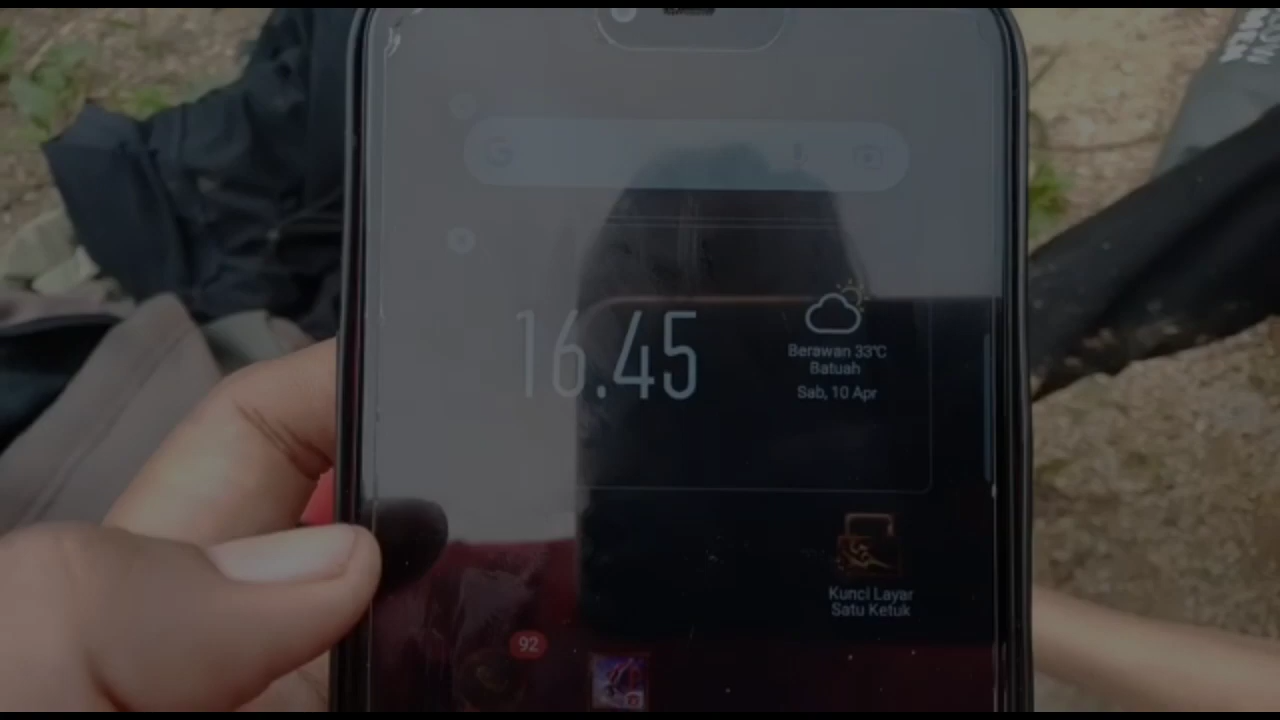 16.45
Berawan 33°C
Batuah
Sab, 10 Apr
Kunci Layar
Satu Ketuk
92